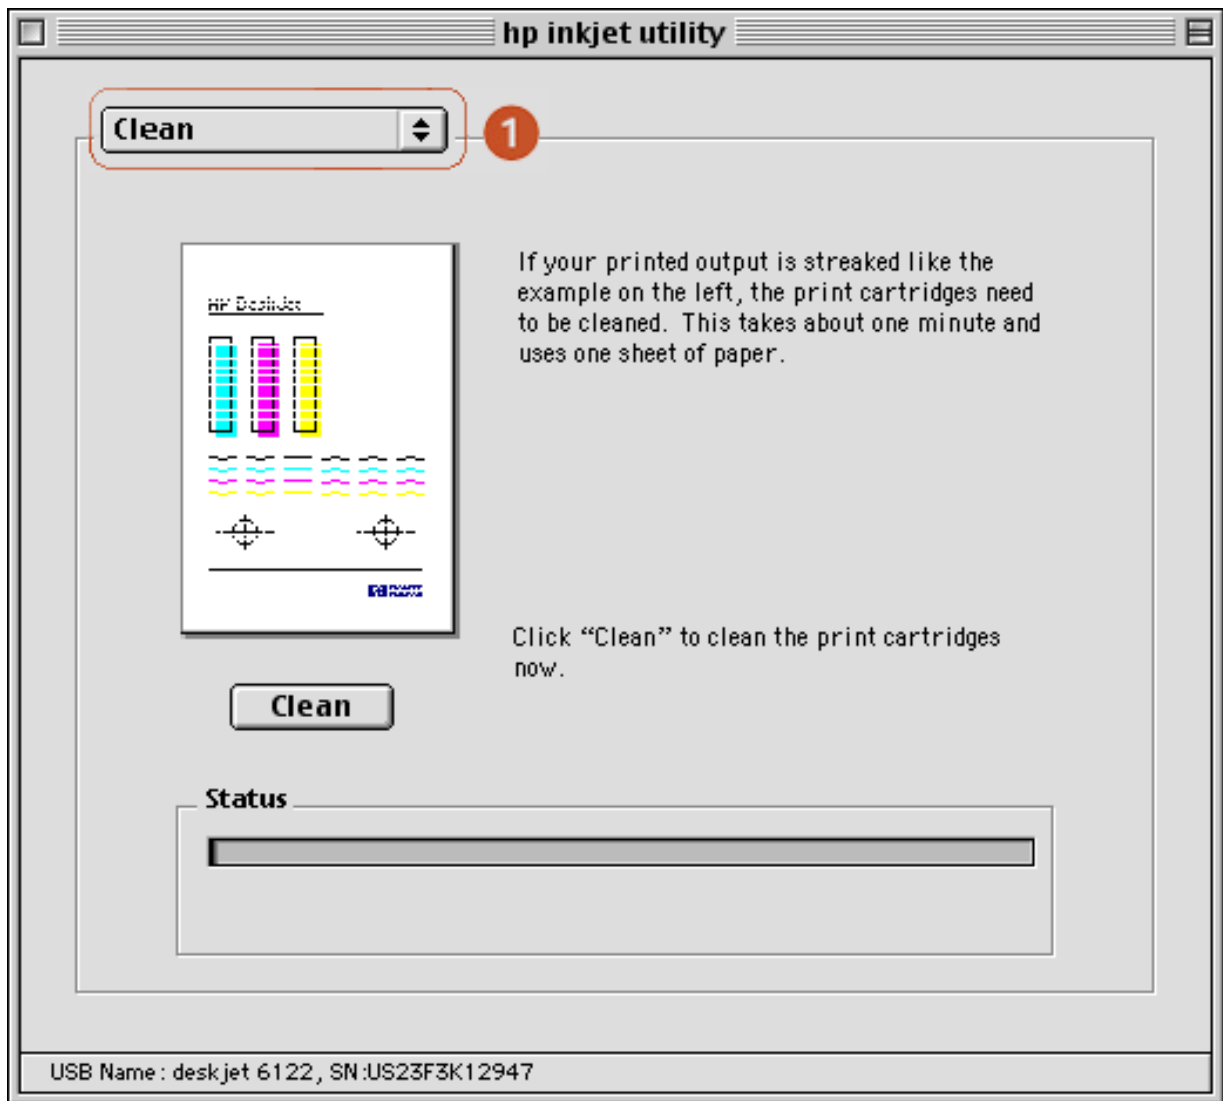 hp inkjet utility
Clean
1
HP DeskJet
If your printed output is streaked like the
example on the left, the print cartridges need
to be cleaned. This takes about one minute and
uses one sheet of paper.
Click “Clean” to clean the print cartridges
now.
Clean
Status
USB Name: deskjet 6122, SN:US23F3K12947